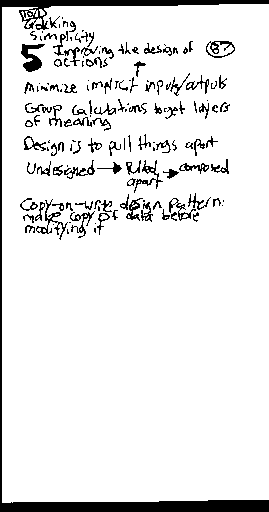 Grokking
Simplicity
5 Improving the design of 87
actions
minimize implicit inputs/outputs
Group calculations to get layers
of meaning
Design is to pull things apart
Undesigned → Pulled → composed
apart
Copy-on-write design pattern:
make copy of data before
modifying it